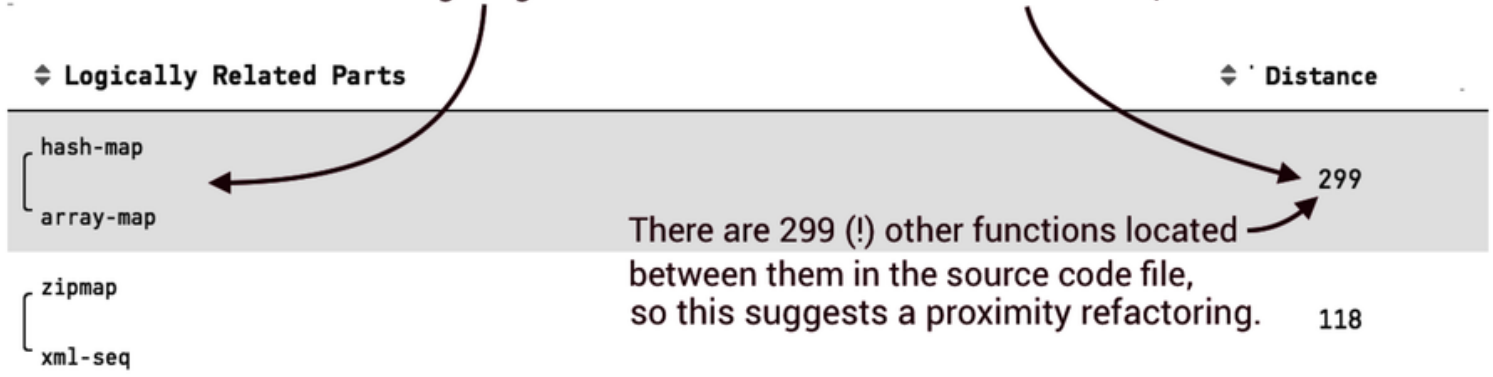 Logically Related Parts Distance
hash-map
299
array-map
There are 299 (!) other functions located
between them in the source code file,
so this suggests a proximity refactoring.
zipmap
118
xml-seq